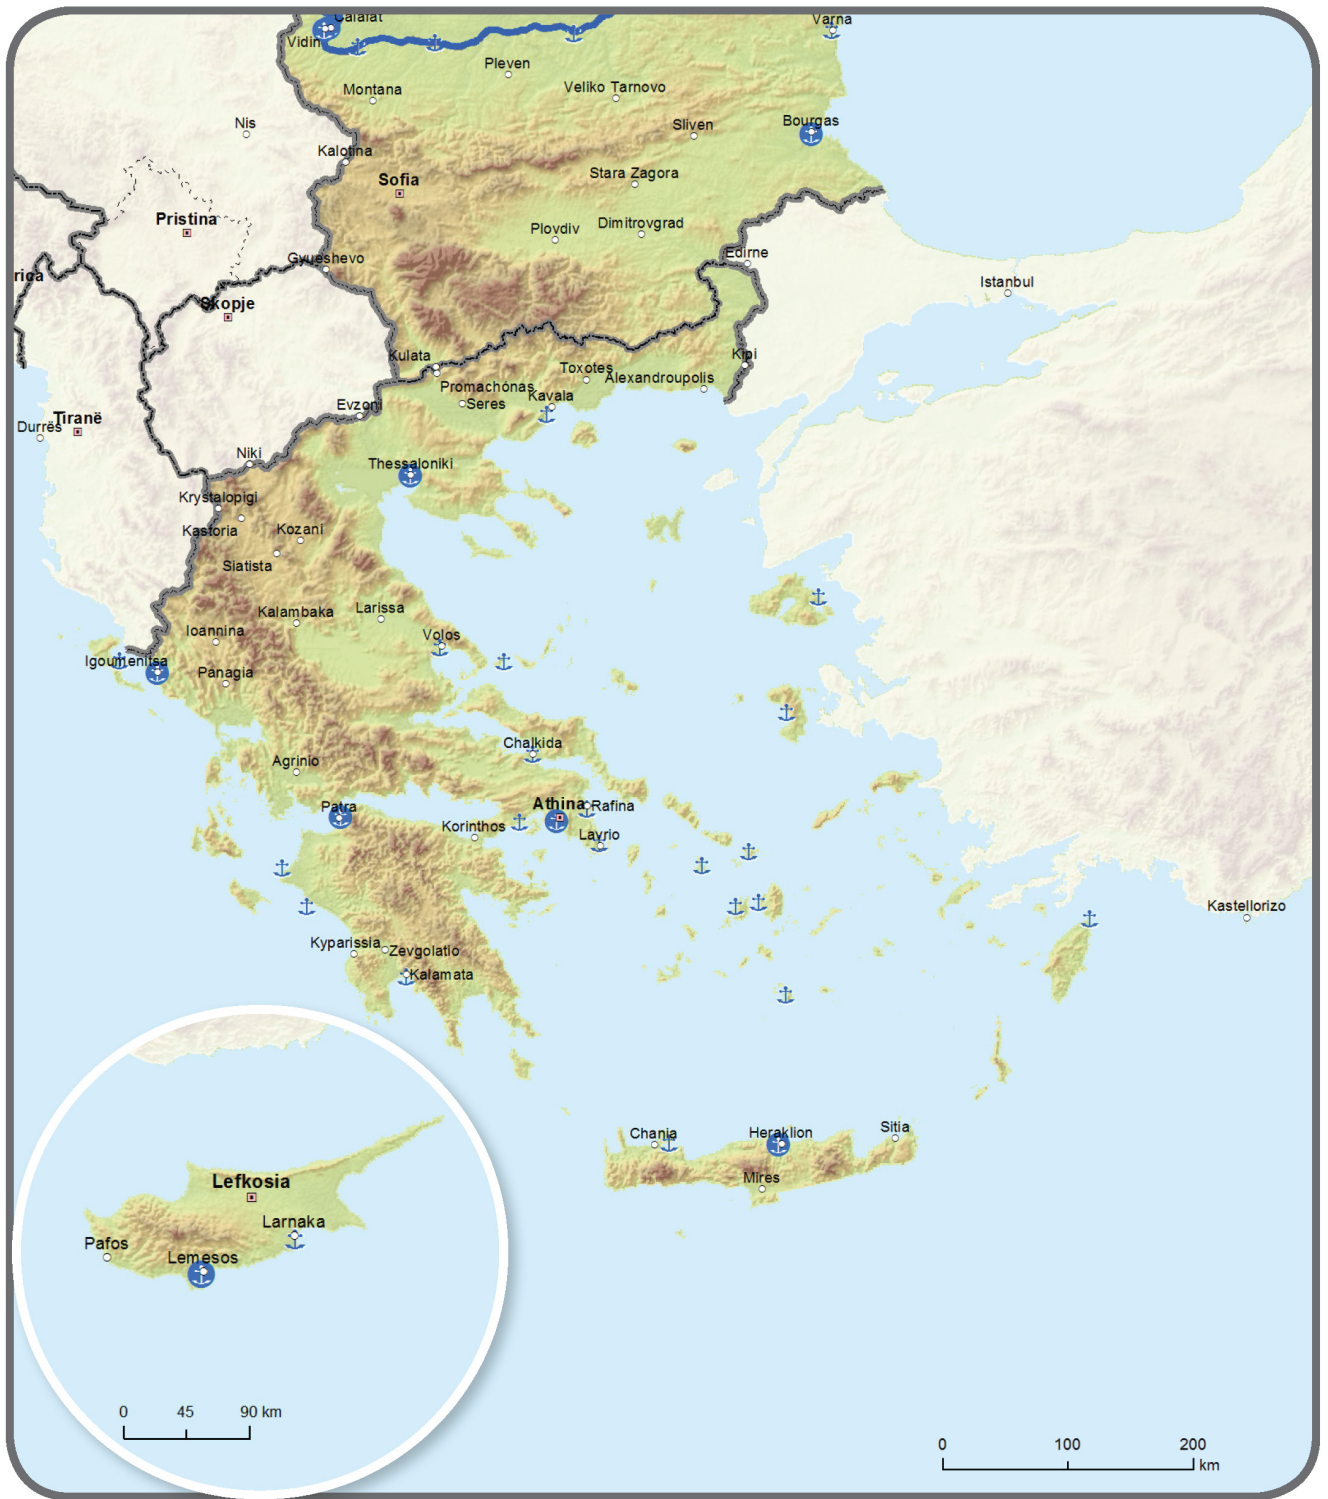 Calafat
Varna
Vidin
Pleven
Montana
Veliko Tarnovo
Nis
Sliven
Bourgas
Kalotina
Sofia
Stara Zagora
Pristina
Plovdiv
Dimitrovgrad
Edirne
Gyueshevo
rica
Istanbul
Skopje
Kulata
Kipi
Toxotes
Alexandroupolis
Promachónas
Kavala
Seres
Evzoni
Tiranë
Durrës
Niki
Thessaloniki
Krystalopigi
Kastoria
Kozani
Siatista
Kalambaka
Larissa
Ioannina
Volos
Igoumenitsa
Panagia
Chalkida
Agrinio
Patra
Athina
Rafina
Korinthos
Lavrio
Kastellorizo
Kyparissia
Zevgolatio
Kalamata
Chania
Heraklion
Sitia
Mires
Lefkosia
Larnaka
Pafos
Lemesos
0 45 90 km
0 100 200
km